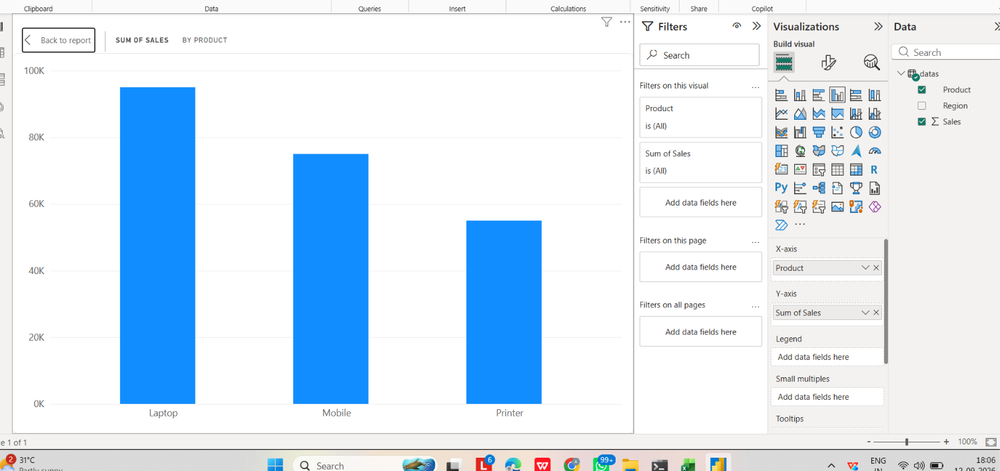 Clipboard
Data
Queries
Insert
Calculations
Sensitivity
Share
Copilot
Back to report
SUM OF SALES
BY PRODUCT
100K
80K
60K
40K
20K
0K
Laptop
Mobile
Printer
Filters
Search
Filters on this visual
...
Product
is (All)
Sum of Sales
is (All)
Add data fields here
Filters on this page
...
Add data fields here
Filters on all pages
...
Add data fields here
Visualizations
Build visual
123
R
Py
...
X-axis
Product
Y-axis
Sum of Sales
Legend
Add data fields here
Small multiples
Add data fields here
Tooltips
Data
Search
datas
Product
Region
Σ Sales
1 of 1
- + 100%
2
31°C
Partly sunny
Search
L
6
W
99+
ENG
IN
18:06
12-09-2026